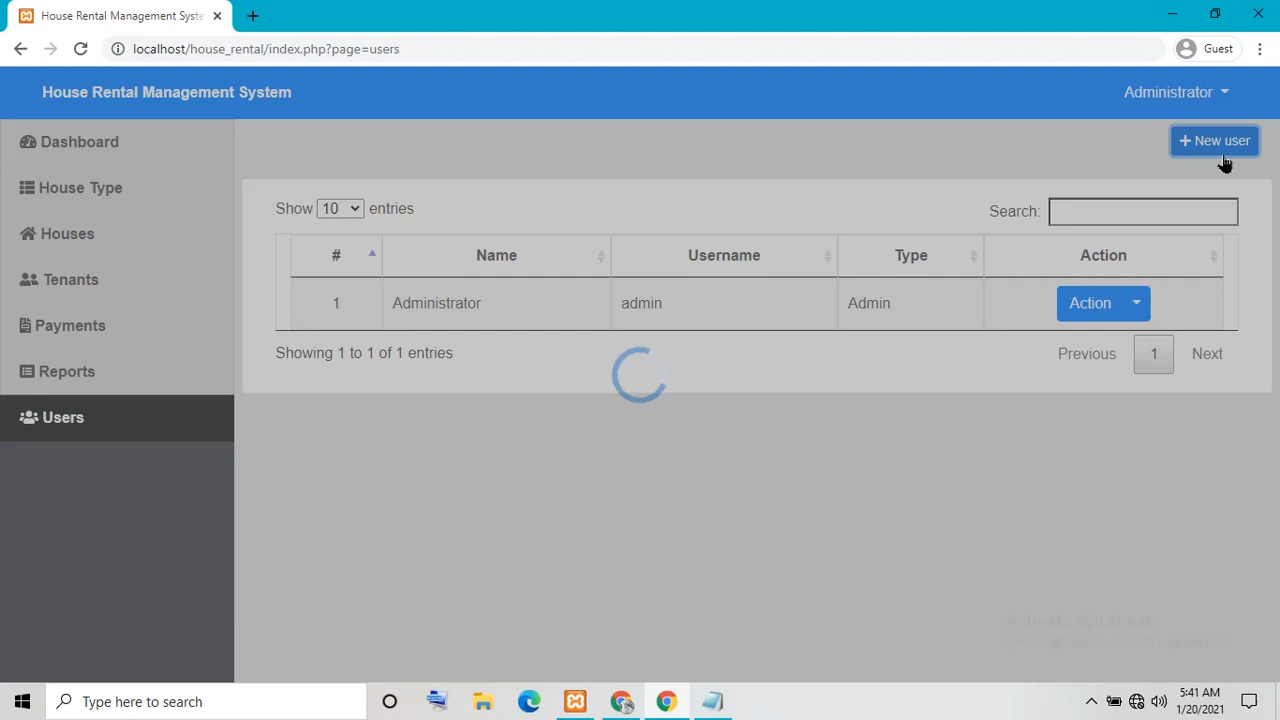 House Rental Management Syste
localhost/house_rental/index.php?page=users
Guest
House Rental Management System
Administrator
Dashboard
House Type
Houses
Tenants
Payments
Reports
Users
+ New user
Show 10 entries
Search:
# Name Username Type Action
1 Administrator admin Admin Action
Showing 1 to 1 of 1 entries
Previous 1 Next
Activate Windows
Type here to search
5:41 AM
1/20/2021